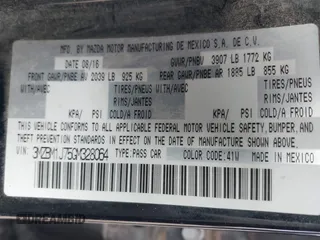 MFD. BY MAZDA MOTOR MANUFACTURING DE MEXICO S.A. DE C.V.
DATE 08/16 GVWR/PNBV 3907 LB 1772 KG
FRONT GAWR/PNBE AV 2039 LB 925 KG REAR GAWR/PNBE AR 1885 LB 855 KG
WITH/AVEC TIRES/PNEUS WITH/AVEC TIRES/PNEUS
RIMS/JANTES RIMS/JANTES
KPA/ PSI COLD/A FROID KPA/ PSI COLD/A FROID
THIS VEHICLE CONFORMS TO ALL APPLICABLE FEDERAL MOTOR VEHICLE SAFETY, BUMPER, AND
THEFT PREVENTION STANDARDS IN EFFECT ON THE DATE OF MANUFACTURE SHOWN ABOVE.
TYPE PASS CAR COLOR: 41W MADE IN MEXICO